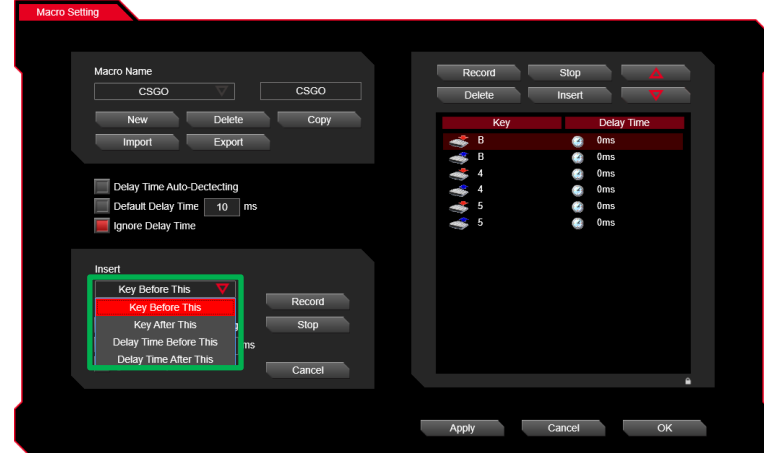 Macro Setting
Macro Name
CSGO
CSGO
New Delete Copy
Import Export
Delay Time Auto-Dectecting
Default Delay Time 10 ms
Ignore Delay Time
Insert
Key Before This
Key Before This
Key After This
Delay Time Before This
Delay Time After This
ms
Record
Stop
Cancel
Record Stop
Delete Insert
Key Delay Time
B 0ms
B 0ms
4 0ms
4 0ms
5 0ms
5 0ms
Apply Cancel OK